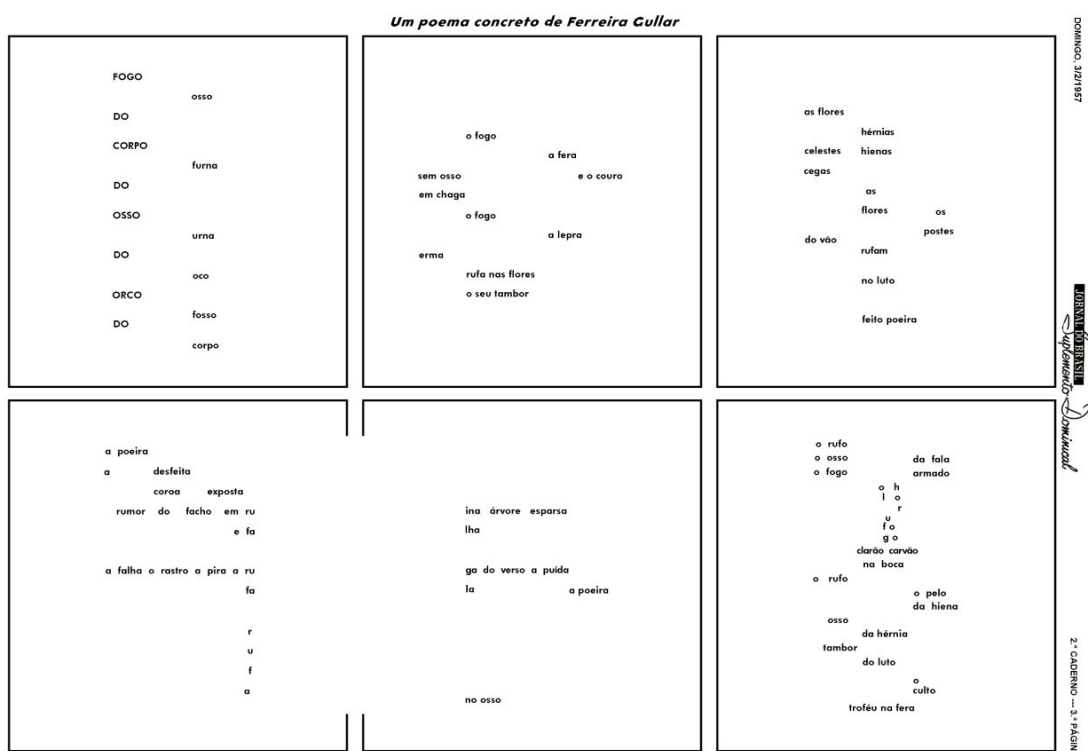 Um poema concreto de Ferreira Gullar
FOGO
osso
DO
CORPO
furna
DO
OSSO
urna
DO
oco
ORCO
fosso
DO
corpo
o fogo
a fera
sem osso e o couro
em chaga
o fogo
a lepra
erma
rufa nas flores
o seu tambor
as flores
hérnias
celestes hienas
cegas
as
flores os
postes
do vão
rufam
no luto
feito poeira
a poeira
a desfeita
coroa exposta
rumor do facho em ru
e fa
a falha o rastro a pira a ru
fa
r
u
f
a
ina árvore esparsa
lha
ga do verso a puída
la a poeira
no osso
o rufo
o osso da fala
o fogo armado
o h
l o
r
u
f o
g o
clarão carvão
na boca
o rufo
o pelo
da hiena
osso
da hérnia
tambor
do luto
o
culto
troféu na fera
DOMINGO, 3/2/1957
JORNAL DO BRASIL
Suplemento Dominical
2.º CADERNO — 3.ª PÁGIN